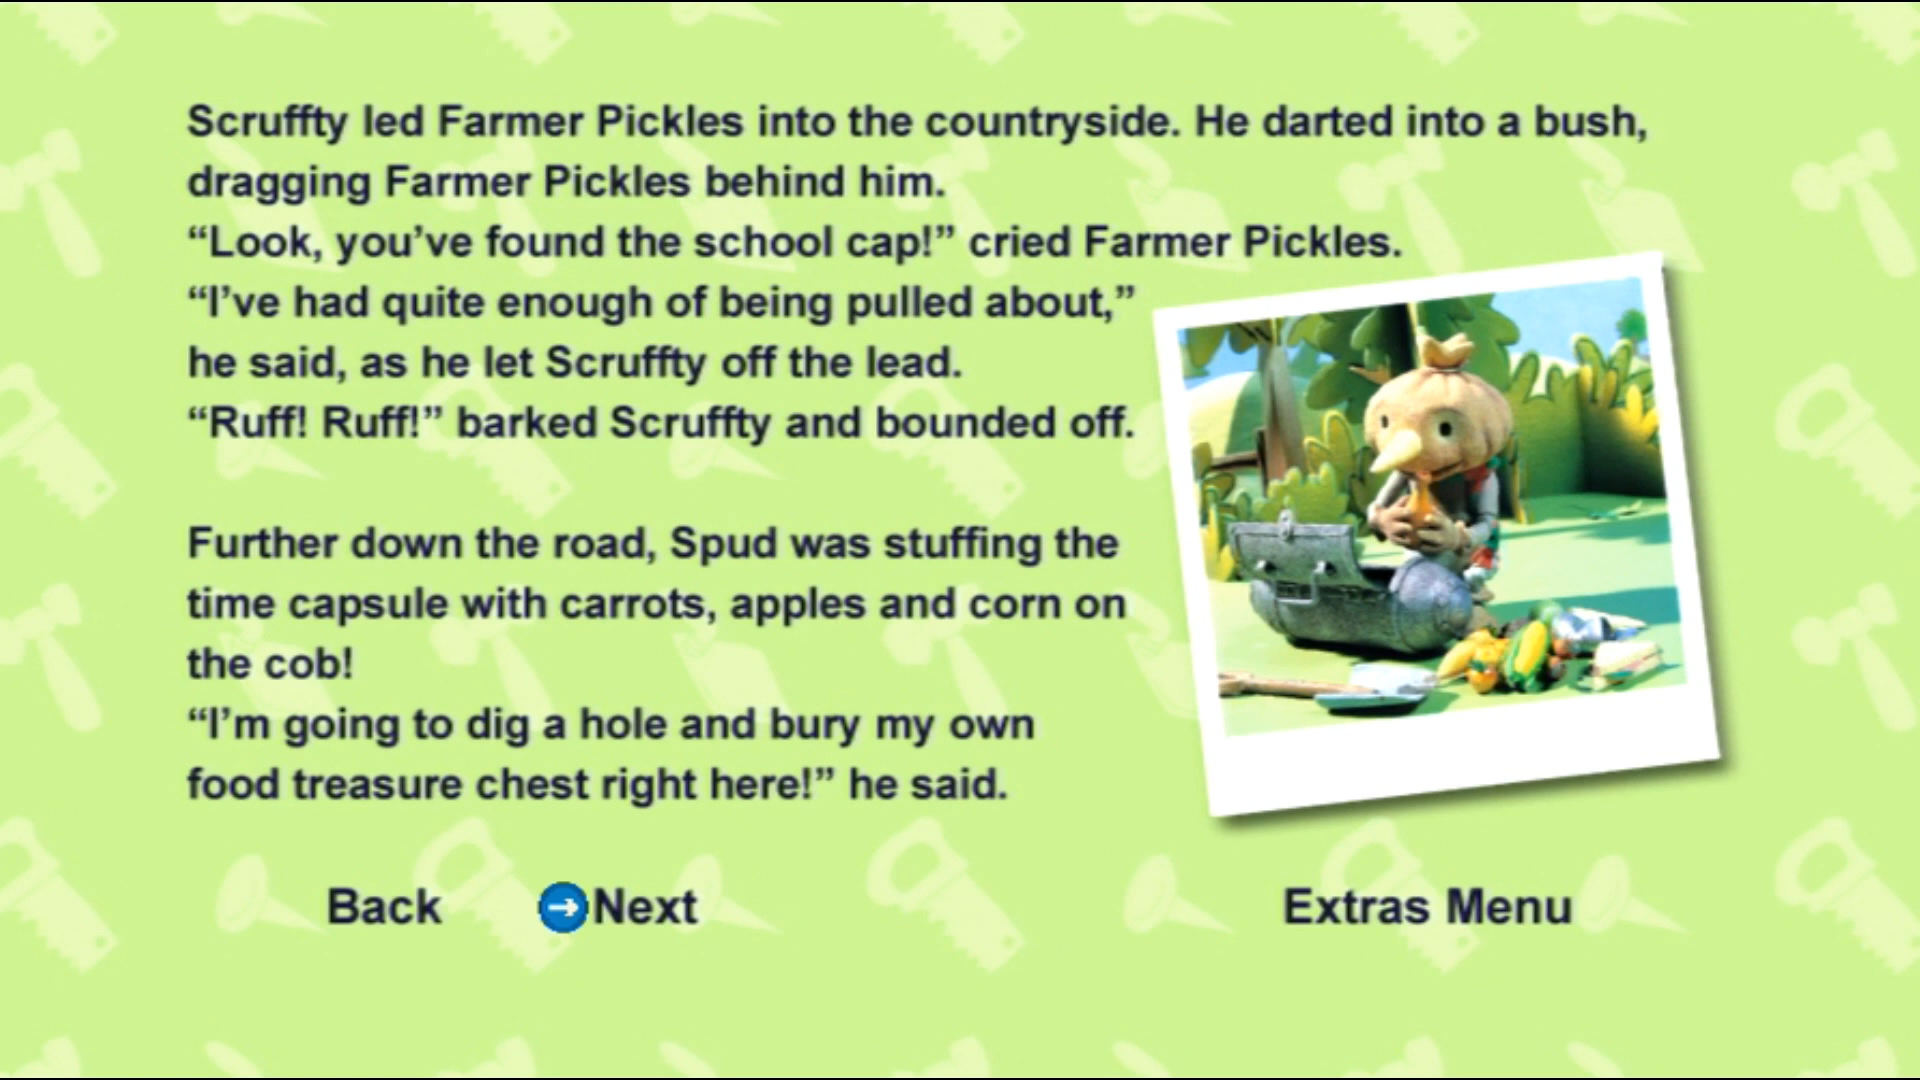 Scruffty led Farmer Pickles into the countryside. He darted into a bush,
dragging Farmer Pickles behind him.
“Look, you’ve found the school cap!” cried Farmer Pickles.
“I’ve had quite enough of being pulled about,”
he said, as he let Scruffty off the lead.
“Ruff! Ruff!” barked Scruffty and bounded off.
Further down the road, Spud was stuffing the
time capsule with carrots, apples and corn on
the cob!
“I’m going to dig a hole and bury my own
food treasure chest right here!” he said.
Back Next Extras Menu